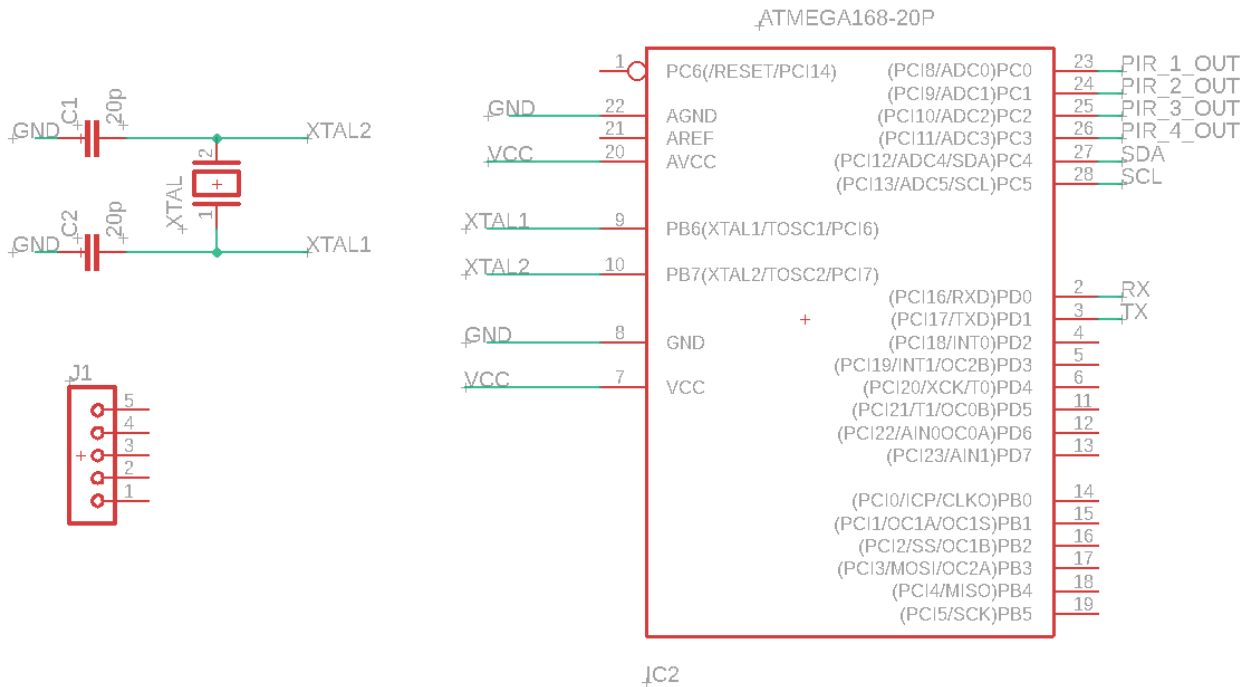 ATMEGA168-20P
C1
20p
GND
XTAL2
2
XTAL
1
C2
20p
GND
XTAL1
J1
5
4
3
2
1
1 PC6(/RESET/PCI14)
GND 22 AGND
21 AREF
VCC 20 AVCC
XTAL1 9 PB6(XTAL1/TOSC1/PCI6)
XTAL2 10 PB7(XTAL2/TOSC2/PCI7)
GND 8 GND
VCC 7 VCC
(PCI8/ADC0)PC0 23 PIR_1_OUT
(PCI9/ADC1)PC1 24 PIR_2_OUT
(PCI10/ADC2)PC2 25 PIR_3_OUT
(PCI11/ADC3)PC3 26 PIR_4_OUT
(PCI12/ADC4/SDA)PC4 27 SDA
(PCI13/ADC5/SCL)PC5 28 SCL
(PCI16/RXD)PD0 2 RX
(PCI17/TXD)PD1 3 TX
(PCI18/INT0)PD2 4
(PCI19/INT1/OC2B)PD3 5
(PCI20/XCK/T0)PD4 6
(PCI21/T1/OC0B)PD5 11
(PCI22/AIN0OC0A)PD6 12
(PCI23/AIN1)PD7 13
(PCI0/ICP/CLKO)PB0 14
(PCI1/OC1A/OC1S)PB1 15
(PCI2/SS/OC1B)PB2 16
(PCI3/MOSI/OC2A)PB3 17
(PCI4/MISO)PB4 18
(PCI5/SCK)PB5 19
IC2